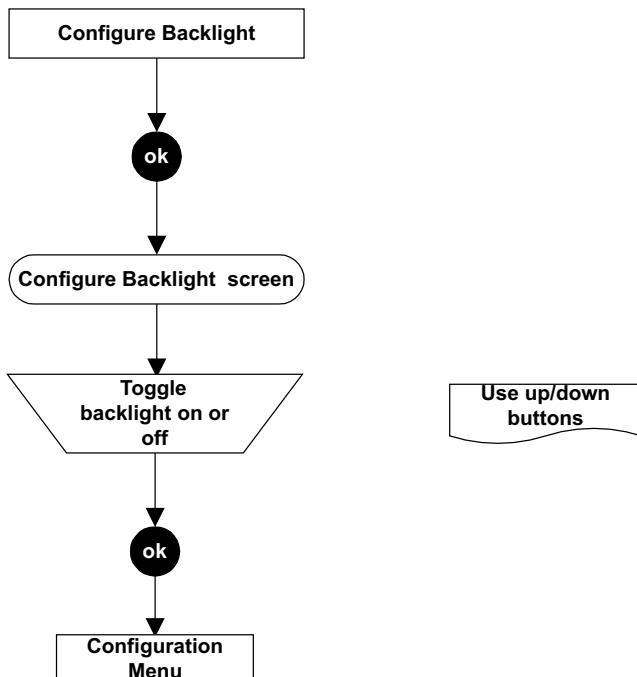 Configure Backlight
ok
Configure Backlight screen
Toggle
backlight on or
off
Use up/down
buttons
ok
Configuration
Menu